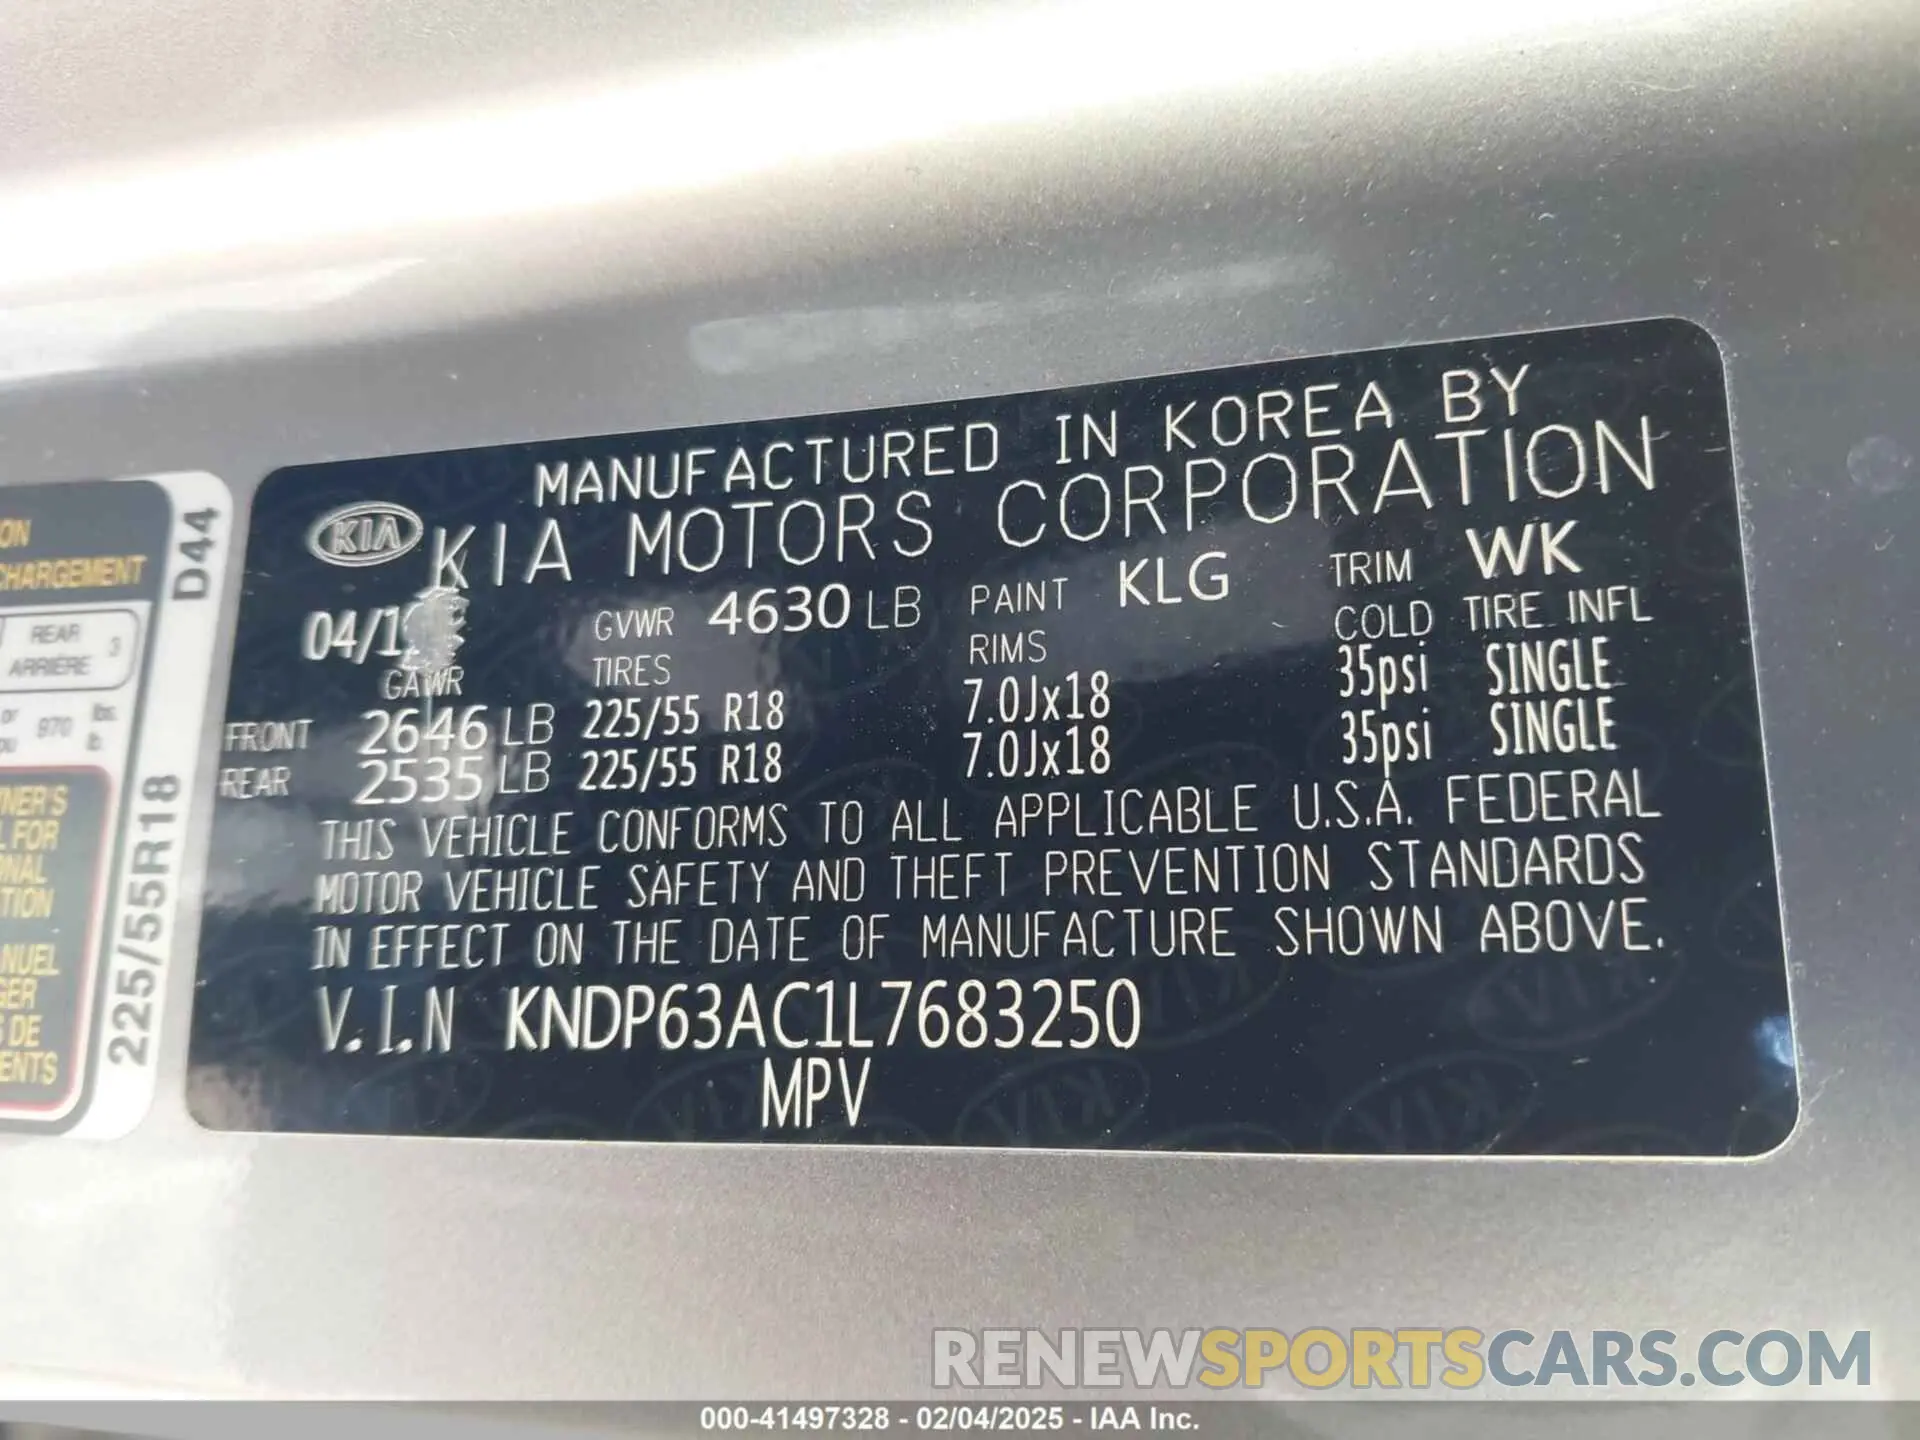 MANUFACTURED IN KOREA BY
KIA KIA MOTORS CORPORATION
GVWR 4630 LB PAINT KLG TRIM WK
GAWR TIRES RIMS COLD TIRE INFL
FRONT 2646 LB 225/55 R18 7.0Jx18 35psi SINGLE
REAR 2535 LB 225/55 R18 7.0Jx18 35psi SINGLE
THIS VEHICLE CONFORMS TO ALL APPLICABLE U.S.A. FEDERAL
MOTOR VEHICLE SAFETY AND THEFT PREVENTION STANDARDS
IN EFFECT ON THE DATE OF MANUFACTURE SHOWN ABOVE.
V.I.N KNDP63AC1L7683250
MPV
D44
225/55R18
REAR
ARRIÈRE 3
970 lbs
RENEWSPORTSCARS.COM
000-41497328 - 02/04/2025 - IAA Inc.